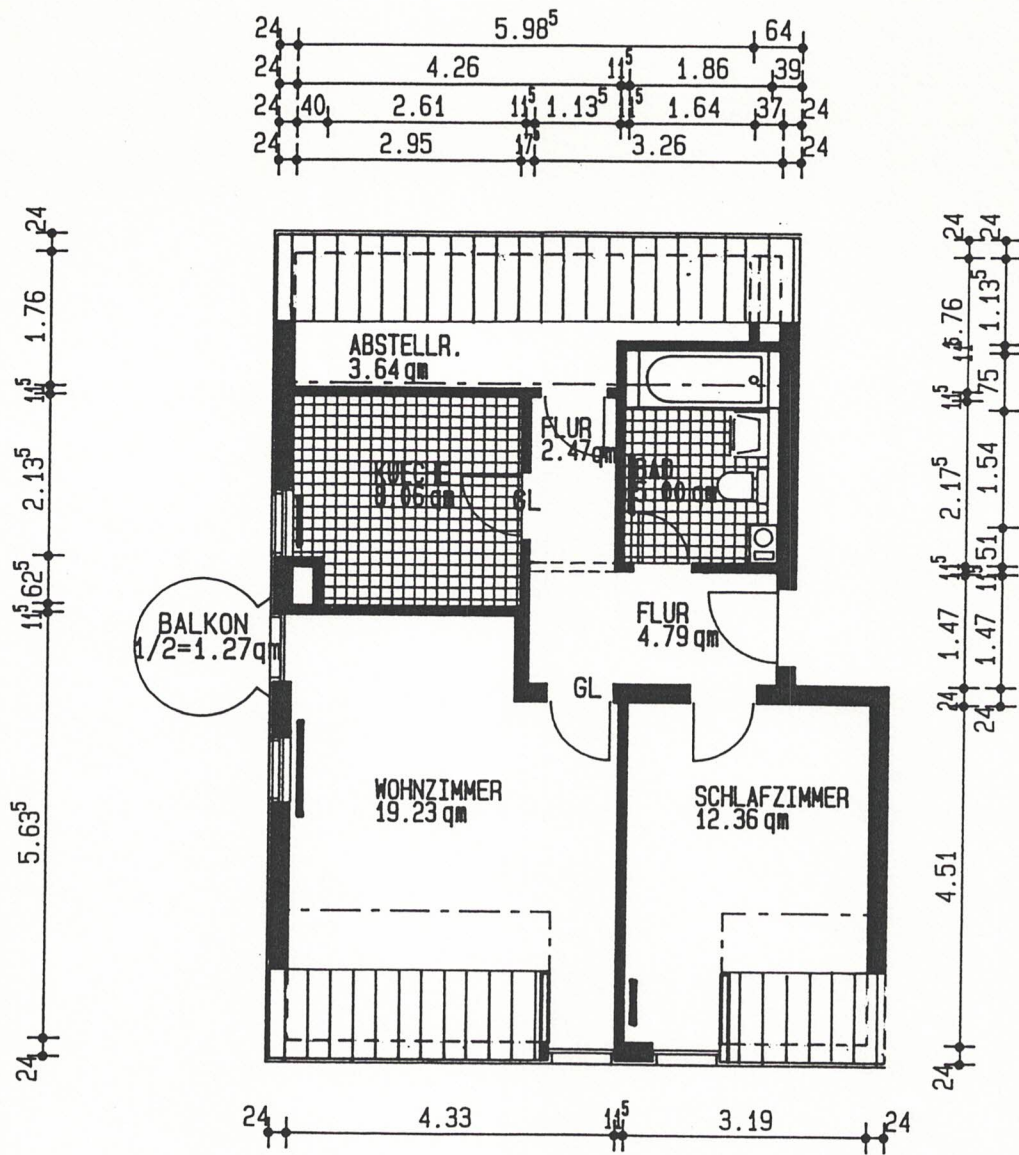 24 5.98⁵ 64
24 4.26 11⁵ 1.86 39
24 40 2.61 11⁵ 1.13⁵ 1.64 37 24
24 2.95 17⁵ 3.26 24
24
1.76
11⁵
2.13⁵
62⁵
11⁵
5.63⁵
24
ABSTELLR.
3.64 qm
FLUR
2.47 qm
KUECHE
8.06 qm
GL
BAD
BALKON
1/2=1.27qm
FLUR
4.79 qm
GL
WOHNZIMMER
19.23 qm
SCHLAFZIMMER
12.36 qm
24 24
1.13⁵
75
11⁵
2.17⁵ 1.54
51
11⁵ 11⁵
1.47 1.47
24 24
4.51
24
24 4.33 11⁵ 3.19 24